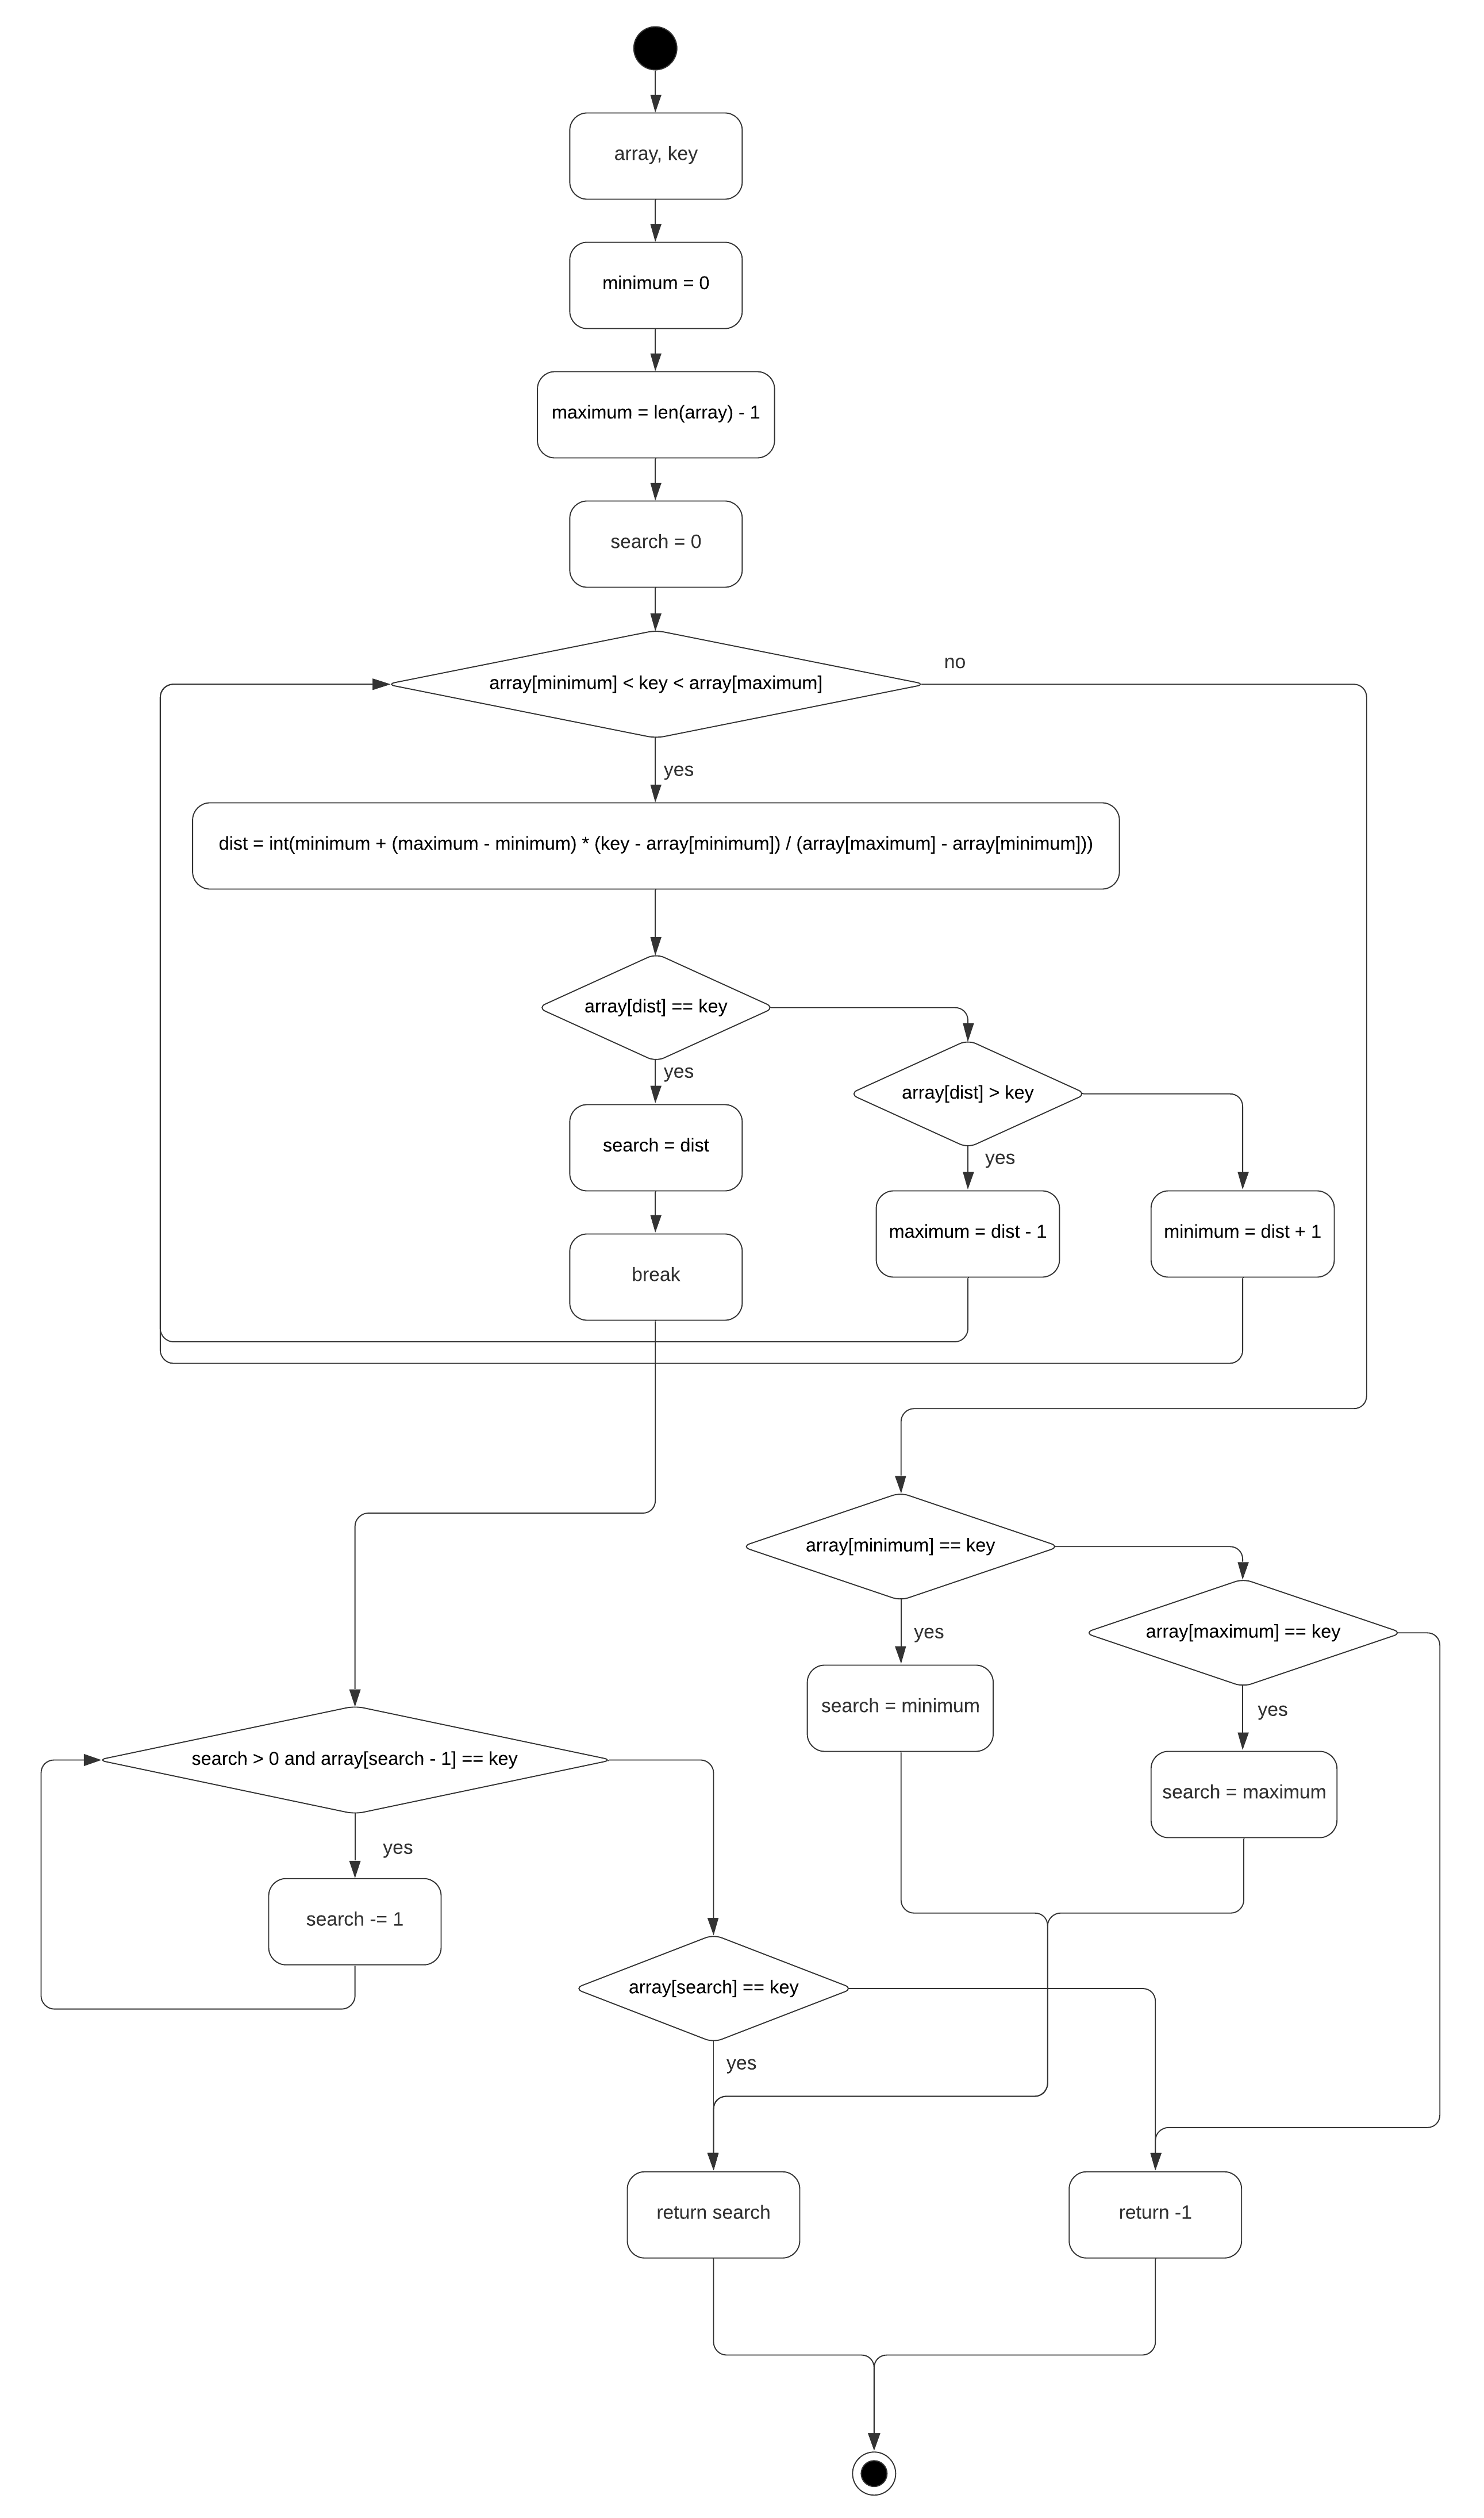 array, key
minimum = 0
maximum = len(array) - 1
search = 0
array[minimum] < key < array[maximum]
no
yes
dist = int(minimum + (maximum - minimum) * (key - array[minimum]) / (array[maximum] - array[minimum]))
array[dist] == key
yes
array[dist] > key
yes
search = dist
maximum = dist - 1
minimum = dist + 1
break
array[minimum] == key
yes
array[maximum] == key
yes
search = minimum
search = maximum
search > 0 and array[search - 1] == key
yes
search -= 1
array[search] == key
yes
return search
return -1